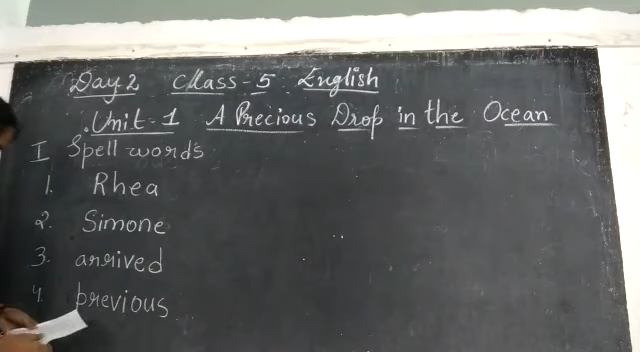 Day 2 Class - 5 English
Unit - 1 A Precious Drop in the Ocean
I Spell words
1. Rhea
2. Simone
3. arrived
4. previous